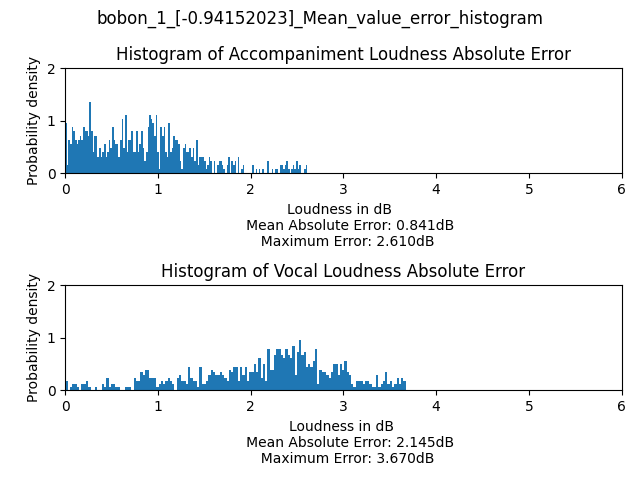 bobon_1_[-0.94152023]_Mean_value_error_histogram
Histogram of Accompaniment Loudness Absolute Error
Probability density
2
1
0
0 1 2 3 4 5 6
Loudness in dB
Mean Absolute Error: 0.841dB
Maximum Error: 2.610dB
Histogram of Vocal Loudness Absolute Error
Probability density
2
1
0
0 1 2 3 4 5 6
Loudness in dB
Mean Absolute Error: 2.145dB
Maximum Error: 3.670dB